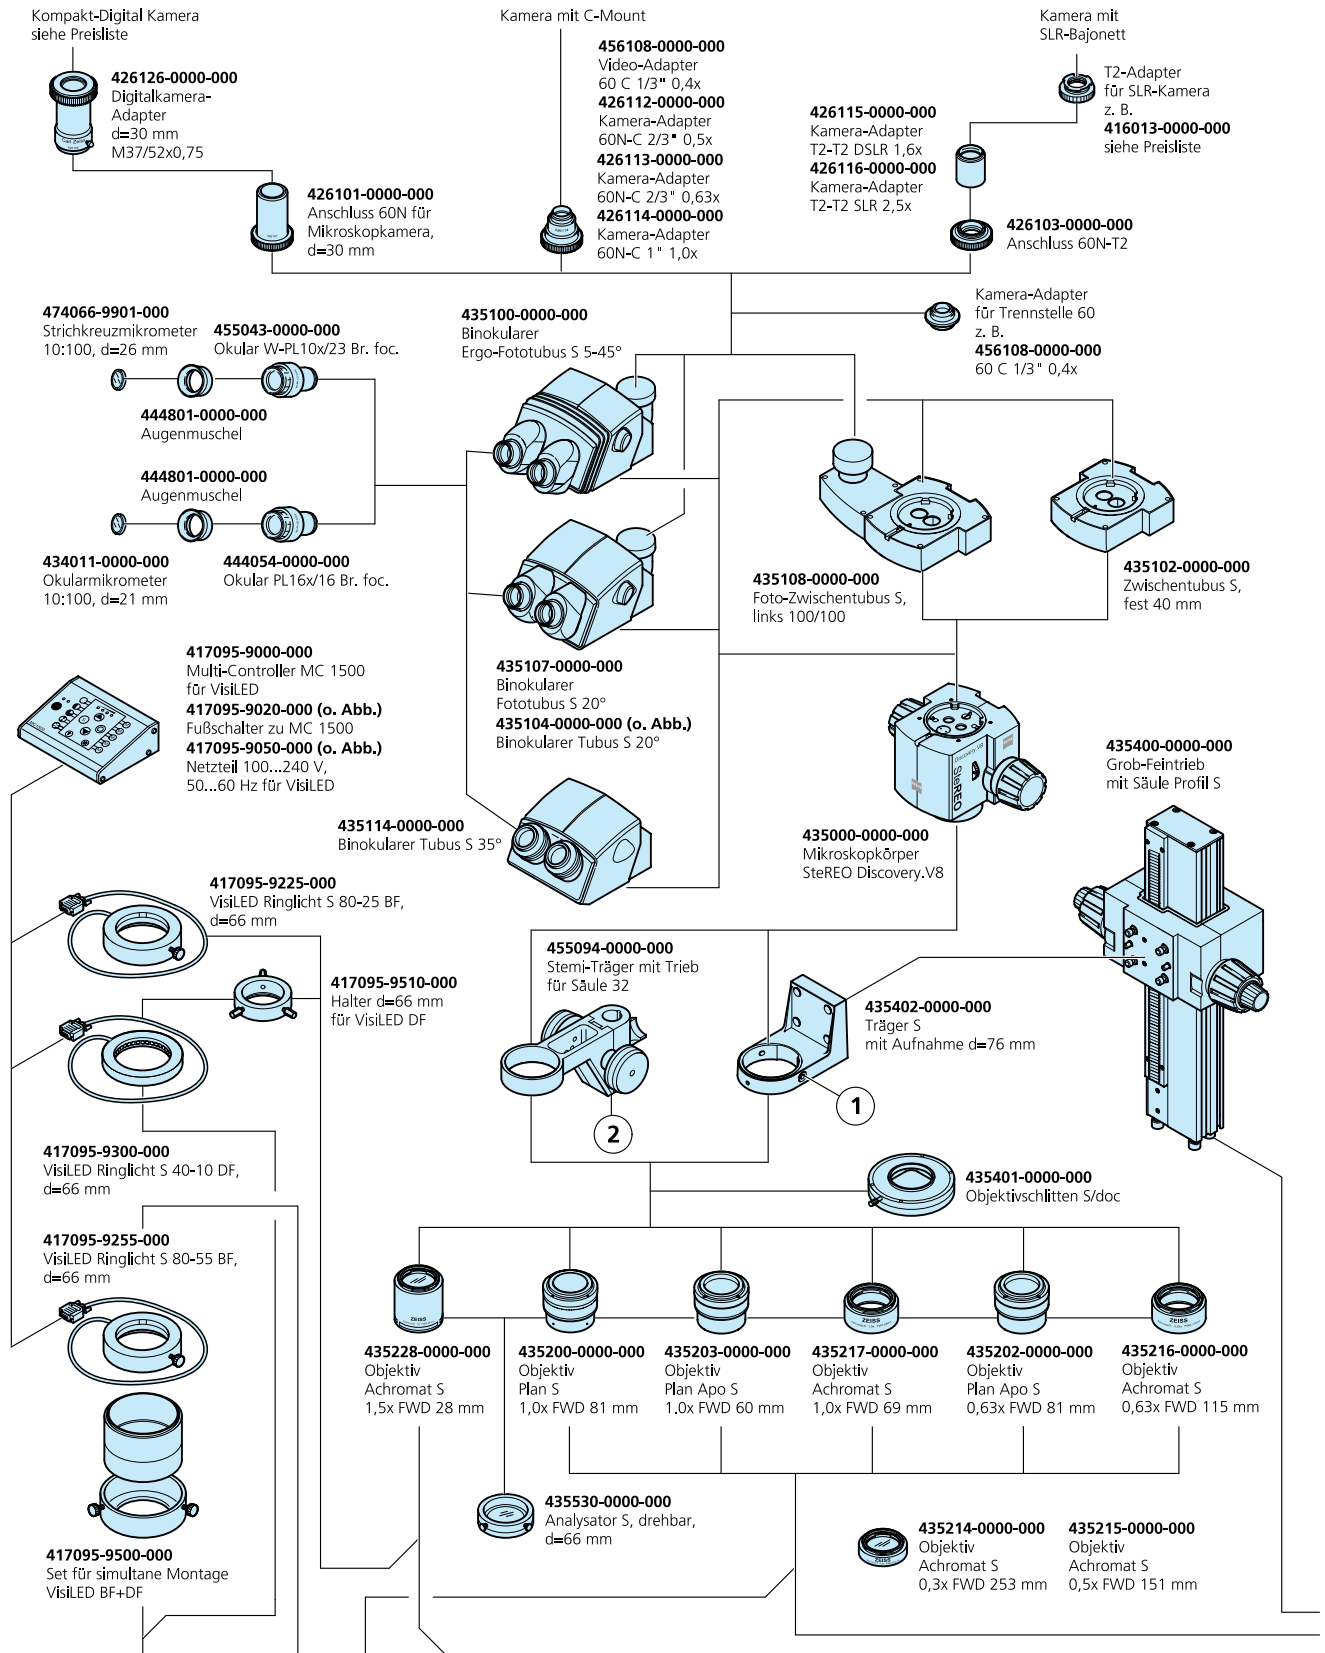 Kompakt-Digital Kamera
siehe Preisliste
426126-0000-000
Digitalkamera-
Adapter
d=30 mm
M37/52x0,75
426101-0000-000
Anschluss 60N für
Mikroskopkamera,
d=30 mm
Kamera mit C-Mount
456108-0000-000
Video-Adapter
60 C 1/3" 0,4x
426112-0000-000
Kamera-Adapter
60N-C 2/3" 0,5x
426113-0000-000
Kamera-Adapter
60N-C 2/3" 0,63x
426114-0000-000
Kamera-Adapter
60N-C 1" 1,0x
Kamera mit
SLR-Bajonett
T2-Adapter
für SLR-Kamera
z. B.
416013-0000-000
siehe Preisliste
426115-0000-000
Kamera-Adapter
T2-T2 DSLR 1,6x
426116-0000-000
Kamera-Adapter
T2-T2 SLR 2,5x
426103-0000-000
Anschluss 60N-T2
Kamera-Adapter
für Trennstelle 60
z. B.
456108-0000-000
60 C 1/3" 0,4x
474066-9901-000
Strichkreuzmikrometer
10:100, d=26 mm
455043-0000-000
Okular W-PL10x/23 Br. foc.
444801-0000-000
Augenmuschel
444801-0000-000
Augenmuschel
434011-0000-000
Okularmikrometer
10:100, d=21 mm
444054-0000-000
Okular PL16x/16 Br. foc.
435100-0000-000
Binokularer
Ergo-Fototubus S 5-45°
435107-0000-000
Binokularer
Fototubus S 20°
435104-0000-000 (o. Abb.)
Binokularer Tubus S 20°
435108-0000-000
Foto-Zwischentubus S,
links 100/100
435102-0000-000
Zwischentubus S,
fest 40 mm
417095-9000-000
Multi-Controller MC 1500
für VisiLED
417095-9020-000 (o. Abb.)
Fußschalter zu MC 1500
417095-9050-000 (o. Abb.)
Netzteil 100...240 V,
50...60 Hz für VisiLED
435114-0000-000
Binokularer Tubus S 35°
Discovery.V8
SteREO
435000-0000-000
Mikroskopkörper
SteREO Discovery.V8
435400-0000-000
Grob-Feintrieb
mit Säule Profil S
417095-9225-000
VisiLED Ringlicht S 80-25 BF,
d=66 mm
417095-9510-000
Halter d=66 mm
für VisiLED DF
455094-0000-000
Stemi-Träger mit Trieb
für Säule 32
435402-0000-000
Träger S
mit Aufnahme d=76 mm
1
2
417095-9300-000
VisiLED Ringlicht S 40-10 DF,
d=66 mm
435401-0000-000
Objektivschlitten S/doc
417095-9255-000
VisiLED Ringlicht S 80-55 BF,
d=66 mm
ZEISS
ZEISS
ZEISS
435228-0000-000
Objektiv
Achromat S
1,5x FWD 28 mm
435200-0000-000
Objektiv
Plan S
1,0x FWD 81 mm
435203-0000-000
Objektiv
Plan Apo S
1.0x FWD 60 mm
435217-0000-000
Objektiv
Achromat S
1,0x FWD 69 mm
435202-0000-000
Objektiv
Plan Apo S
0,63x FWD 81 mm
435216-0000-000
Objektiv
Achromat S
0,63x FWD 115 mm
435530-0000-000
Analysator S, drehbar,
d=66 mm
ZEISS
435214-0000-000
Objektiv
Achromat S
0,3x FWD 253 mm
435215-0000-000
Objektiv
Achromat S
0,5x FWD 151 mm
417095-9500-000
Set für simultane Montage
VisiLED BF+DF